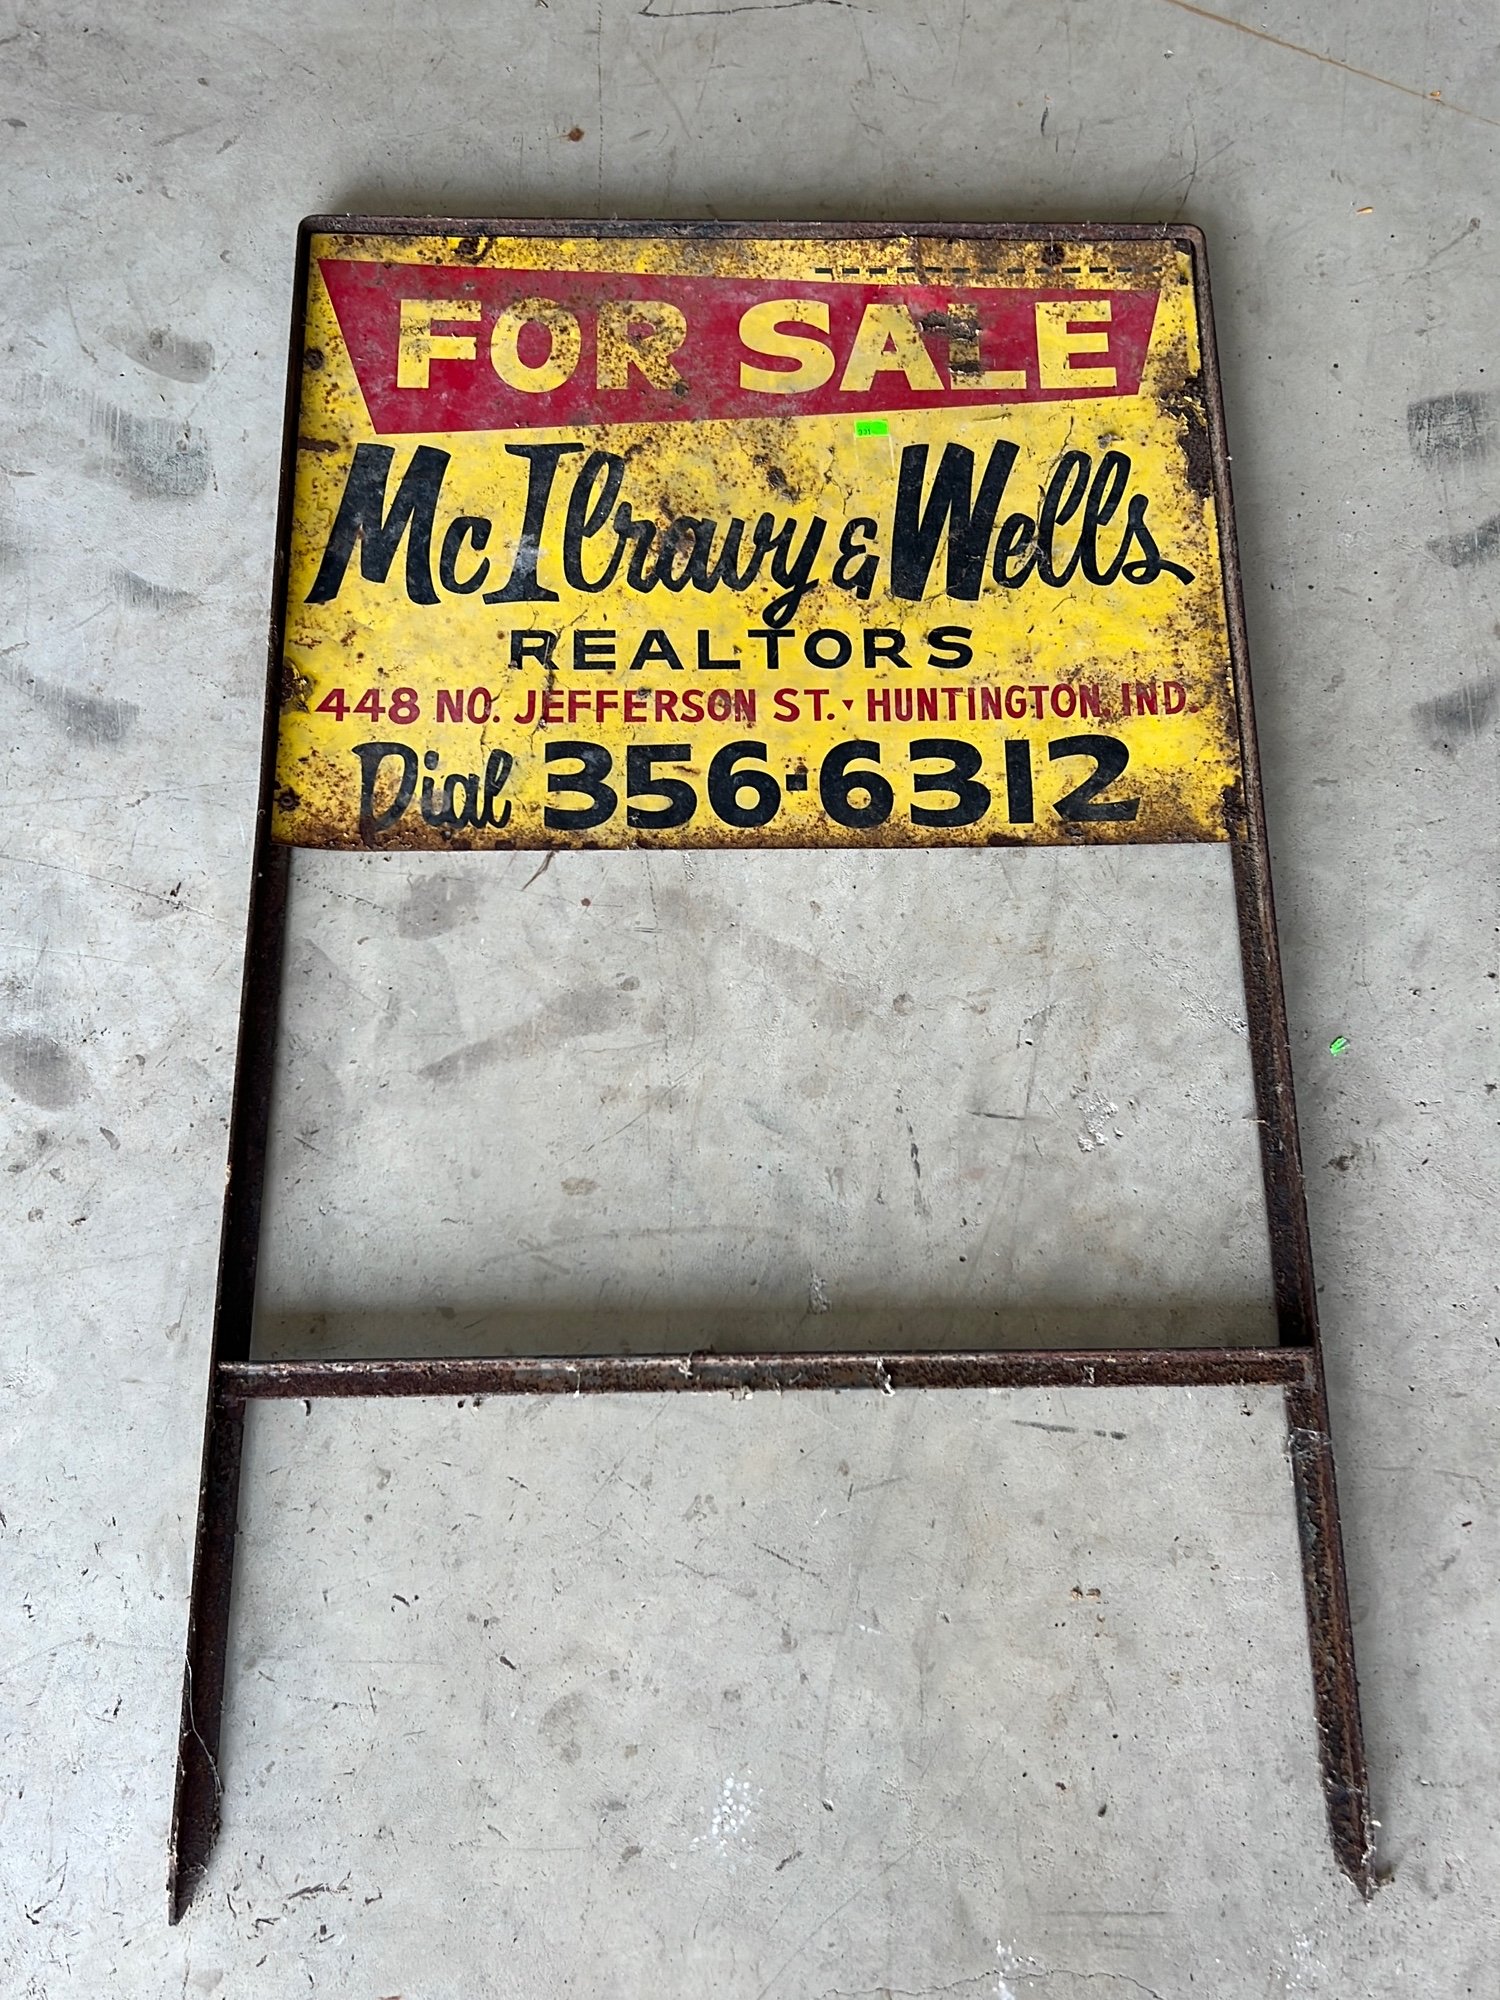 FOR SALE
McIlravy & Wells
REALTORS
448 NO. JEFFERSON ST. HUNTINGTON, IND.
Dial 356-6312